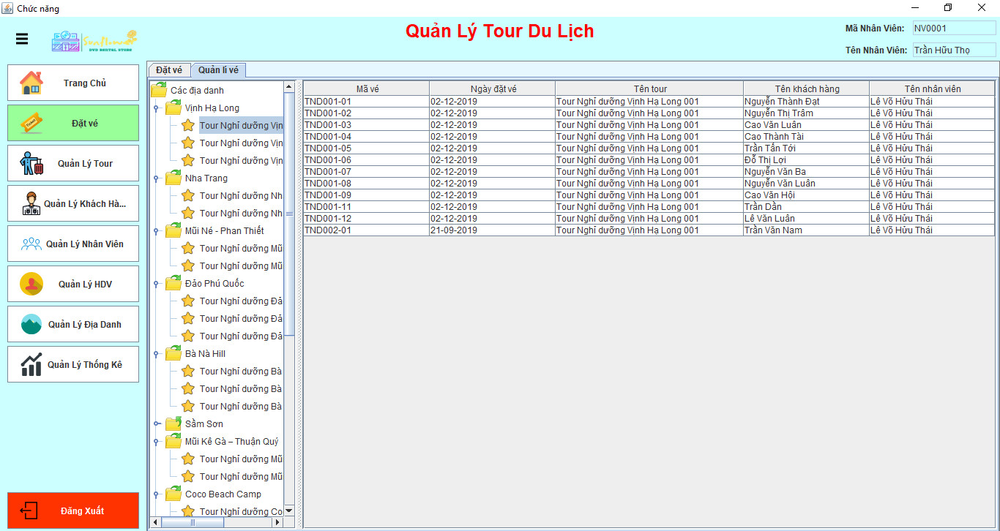 Chức năng
Quản Lý Tour Du Lịch
Mã Nhân Viên: NV0001
Tên Nhân Viên: Trần Hữu Thọ
Sunflower
DVD RENTAL STORE
Trang Chủ
Đặt vé
Quản Lý Tour
Quản Lý Khách Hà...
Quản Lý Nhân Viên
Quản Lý HDV
Quản Lý Địa Danh
Quản Lý Thống Kê
Đăng Xuất
Đặt vé Quản lí vé
Các địa danh
Vịnh Hạ Long
Tour Nghỉ dưỡng Vịn
Tour Nghỉ dưỡng Vịn
Tour Nghỉ dưỡng Vịn
Nha Trang
Tour Nghỉ dưỡng Nh
Tour Nghỉ dưỡng Nh
Mũi Né - Phan Thiết
Tour Nghỉ dưỡng Mũ
Tour Nghỉ dưỡng Mũ
Đảo Phú Quốc
Tour Nghỉ dưỡng Đả
Tour Nghỉ dưỡng Đả
Tour Nghỉ dưỡng Đả
Bà Nà Hill
Tour Nghỉ dưỡng Bà
Tour Nghỉ dưỡng Bà
Tour Nghỉ dưỡng Bà
Sầm Sơn
Mũi Kê Gà – Thuận Quý
Tour Nghỉ dưỡng Mũ
Tour Nghỉ dưỡng Mũ
Coco Beach Camp
Tour Nghỉ dưỡng Co
Mã vé Ngày đặt vé Tên tour Tên khách hàng Tên nhân viên
TND001-01 02-12-2019 Tour Nghỉ dưỡng Vịnh Hạ Long 001 Nguyễn Thành Đạt Lê Võ Hửu Thái
TND001-02 02-12-2019 Tour Nghỉ dưỡng Vịnh Hạ Long 001 Nguyễn Thị Trâm Lê Võ Hửu Thái
TND001-03 02-12-2019 Tour Nghỉ dưỡng Vịnh Hạ Long 001 Cao Văn Luân Lê Võ Hửu Thái
TND001-04 02-12-2019 Tour Nghỉ dưỡng Vịnh Hạ Long 001 Cao Thành Tài Lê Võ Hửu Thái
TND001-05 02-12-2019 Tour Nghỉ dưỡng Vịnh Hạ Long 001 Trần Tấn Tới Lê Võ Hửu Thái
TND001-06 02-12-2019 Tour Nghỉ dưỡng Vịnh Hạ Long 001 Đỗ Thị Lợi Lê Võ Hửu Thái
TND001-07 02-12-2019 Tour Nghỉ dưỡng Vịnh Hạ Long 001 Nguyễn Văn Ba Lê Võ Hửu Thái
TND001-08 02-12-2019 Tour Nghỉ dưỡng Vịnh Hạ Long 001 Nguyễn Văn Luân Lê Võ Hửu Thái
TND001-09 02-12-2019 Tour Nghỉ dưỡng Vịnh Hạ Long 001 Cao Văn Hội Lê Võ Hửu Thái
TND001-11 02-12-2019 Tour Nghỉ dưỡng Vịnh Hạ Long 001 Trần Dần Lê Võ Hửu Thái
TND001-12 02-12-2019 Tour Nghỉ dưỡng Vịnh Hạ Long 001 Lê Văn Luân Lê Võ Hửu Thái
TND002-01 21-09-2019 Tour Nghỉ dưỡng Vịnh Hạ Long 001 Trần Văn Nam Lê Võ Hửu Thái